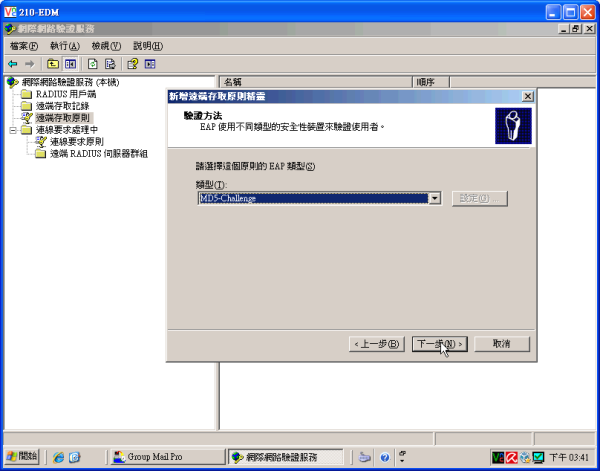 210-EDM
網際網路驗證服務
檔案(F) 執行(A) 檢視(V) 說明(H)
網際網路驗證服務 (本機)
RADIUS 用戶端
遠端存取記錄
遠端存取原則
連線要求處理中
連線要求原則
遠端 RADIUS 伺服器群組
名稱 順序
新增遠端存取原則精靈
驗證方法
EAP 使用不同類型的安全性裝置來驗證使用者。
請選擇這個原則的 EAP 類型(S)
類型(T):
MD5-Challenge
設定(O)...
<上一步(B) 下一步(N)> 取消
開始 Group Mail Pro 網際網路驗證服務 下午 03:41